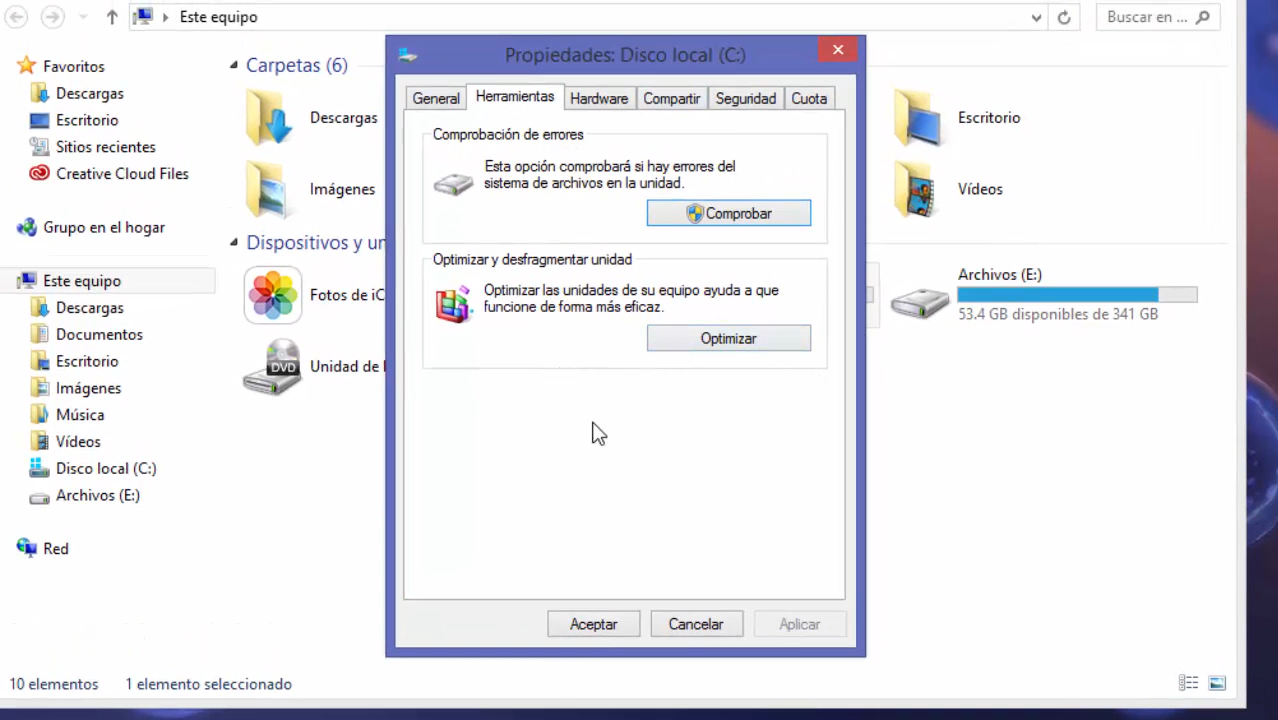 Este equipo
Buscar en ...
Propiedades: Disco local (C:)
General
Herramientas
Hardware
Compartir
Seguridad
Cuota
Comprobación de errores
Esta opción comprobará si hay errores del
sistema de archivos en la unidad.
Comprobar
Optimizar y desfragmentar unidad
Optimizar las unidades de su equipo ayuda a que
funcione de forma más eficaz.
Optimizar
Aceptar
Cancelar
Aplicar
Favoritos
Descargas
Escritorio
Sitios recientes
Creative Cloud Files
Grupo en el hogar
Este equipo
Descargas
Documentos
Escritorio
Imágenes
Música
Vídeos
Disco local (C:)
Archivos (E:)
Red
Carpetas (6)
Descargas
Escritorio
Imágenes
Vídeos
Dispositivos y un
Fotos de iC
Archivos (E:)
53.4 GB disponibles de 341 GB
Unidad de
DVD
10 elementos
1 elemento seleccionado